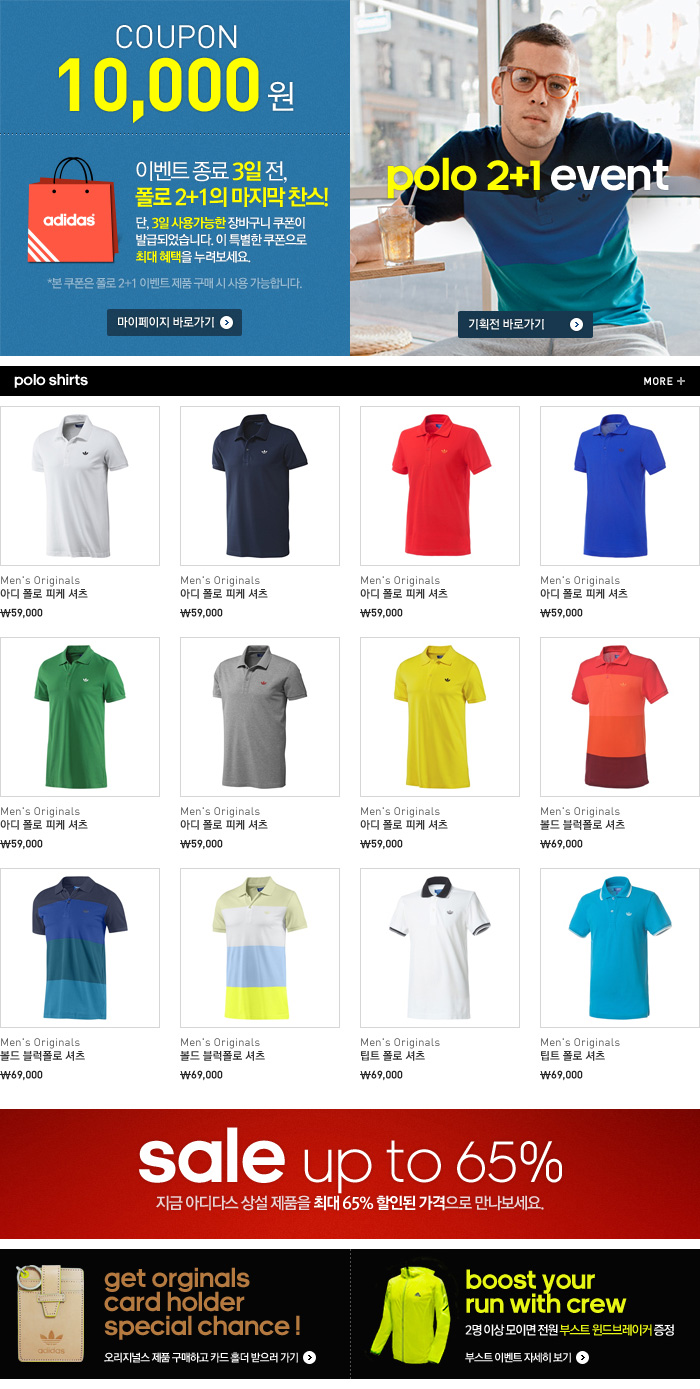 COUPON
10,000원
adidas
이벤트 종료 3일 전,
폴로 2+1의 마지막 찬스!
단, 3일 사용가능한 장바구니 쿠폰이
발급되었습니다. 이 특별한 쿠폰으로
최대 혜택을 누려보세요.
*본 쿠폰은 폴로 2+1 이벤트 제품 구매 시 사용 가능합니다.
마이페이지 바로가기
polo 2+1 event
기획전 바로가기
polo shirts
MORE +
Men's Originals
아디 폴로 피케 셔츠
₩59,000
Men's Originals
아디 폴로 피케 셔츠
₩59,000
Men's Originals
아디 폴로 피케 셔츠
₩59,000
Men's Originals
아디 폴로 피케 셔츠
₩59,000
Men's Originals
아디 폴로 피케 셔츠
₩59,000
Men's Originals
아디 폴로 피케 셔츠
₩59,000
Men's Originals
아디 폴로 피케 셔츠
₩59,000
Men's Originals
볼드 블럭폴로 셔츠
₩69,000
Men's Originals
볼드 블럭폴로 셔츠
₩69,000
Men's Originals
볼드 블럭폴로 셔츠
₩69,000
Men's Originals
팁트 폴로 셔츠
₩69,000
Men's Originals
팁트 폴로 셔츠
₩69,000
sale up to 65%
지금 아디다스 상설 제품을 최대 65% 할인된 가격으로 만나보세요.
adidas
get orginals
card holder
special chance !
오리지널스 제품 구매하고 카드 홀더 받으러 가기
boost your
run with crew
2명 이상 모이면 전원 부스트 윈드브레이커 증정
부스트 이벤트 자세히 보기